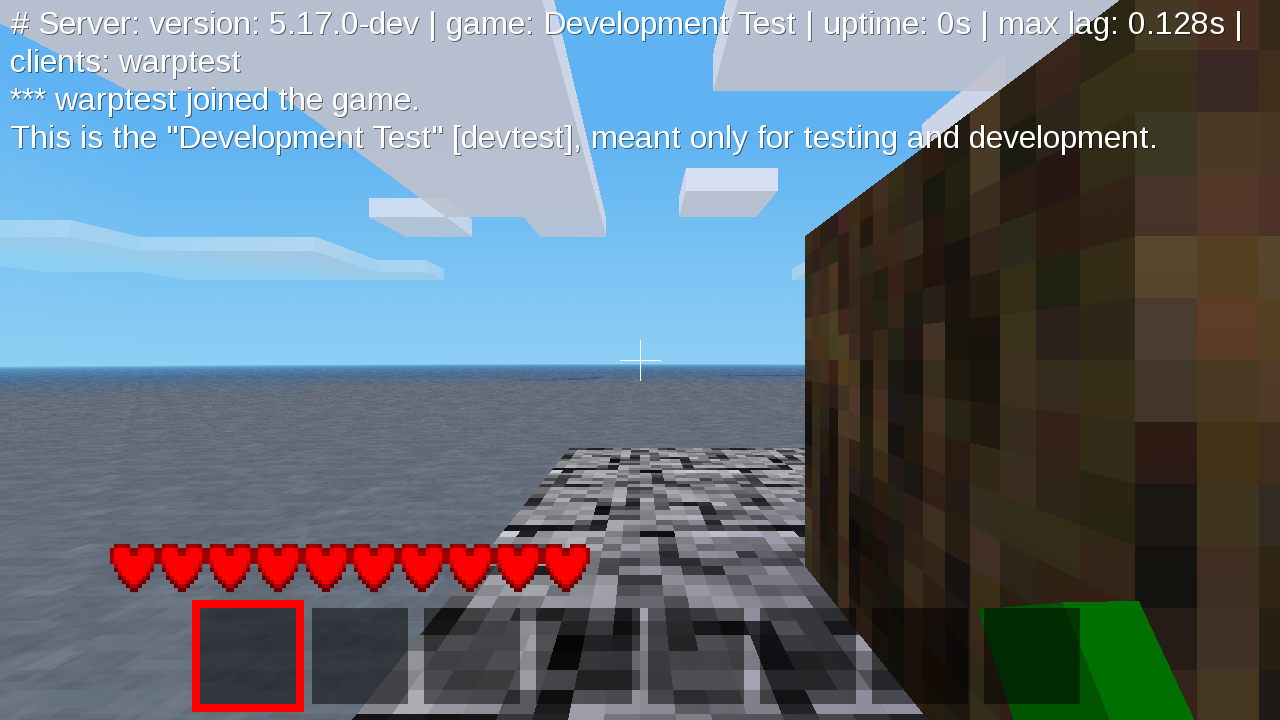 # Server: version: 5.17.0-dev | game: Development Test | uptime: 0s | max lag: 0.128s |
clients: warptest
*** warptest joined the game.
This is the "Development Test" [devtest], meant only for testing and development.